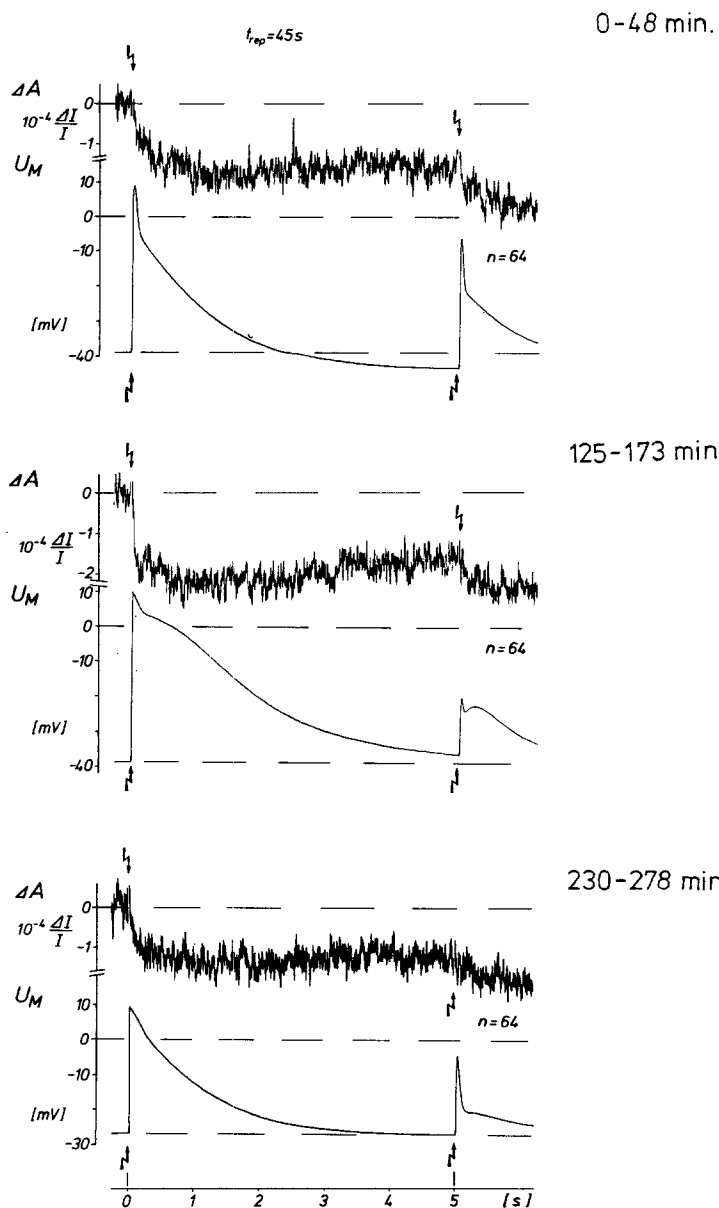 0-48 min.
t_rep=45s
ΔA
0
10⁻⁴ ΔI/I
-1
U_M
10
0
-10
n=64
[mV]
-40
125-173 min
ΔA
0
10⁻⁴ ΔI/I
-1
-2
U_M
10
0
-10
n=64
[mV]
-40
230-278 min
ΔA
0
10⁻⁴ ΔI/I
-1
U_M
10
0
n=64
-10
[mV]
-30
0 1 2 3 4 5 [s]